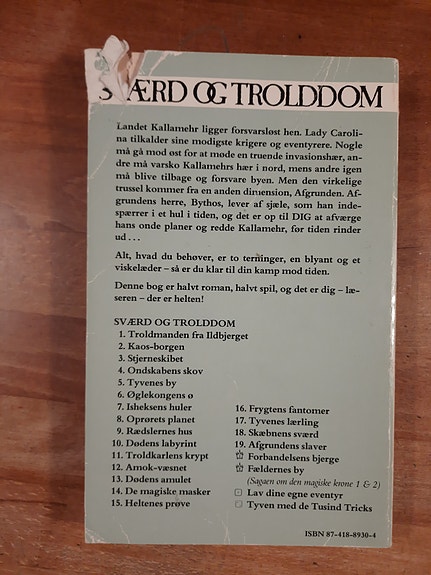 SVÆRD OG TROLDDOM
Landet Kallamehr ligger forsvarsløst hen. Lady Caroli-
na tilkalder sine modigste krigere og eventyrere. Nogle
må gå mod øst for at møde en truende invasionshær, an-
dre må varsko Kallamehrs hær i nord, mens andre igen
må blive tilbage og forsvare byen. Men den virkelige
trussel kommer fra en anden dimension, Afgrunden. Af-
grundens herre, Bythos, lever af sjæle, som han inde-
spærrer i et hul i tiden, og det er op til DIG at afværge
hans onde planer og redde Kallamehr, før tiden rinder
ud . . .
Alt, hvad du behøver, er to terninger, en blyant og et
viskelæder – så er du klar til din kamp mod tiden.
Denne bog er halvt roman, halvt spil, og det er dig – læ-
seren – der er helten!
SVÆRD OG TROLDDOM
1. Troldmanden fra Ildbjerget
2. Kaos-borgen
3. Stjerneskibet
4. Ondskabens skov
5. Tyvenes by
6. Øglekongens ø
7. Isheksens huler
8. Oprørets planet
9. Rædslernes hus
10. Dødens labyrint
11. Troldkarlens krypt
12. Amok-væsnet
13. Dødens amulet
14. De magiske masker
15. Heltenes prøve
16. Frygtens fantomer
17. Tyvenes lærling
18. Skæbnens sværd
19. Afgrundens slaver
Forbandelsens bjerge
Fældernes by
(Sagaen om den magiske krone 1 & 2)
Lav dine egne eventyr
Tyven med de Tusind Tricks
ISBN 87-418-8930-4